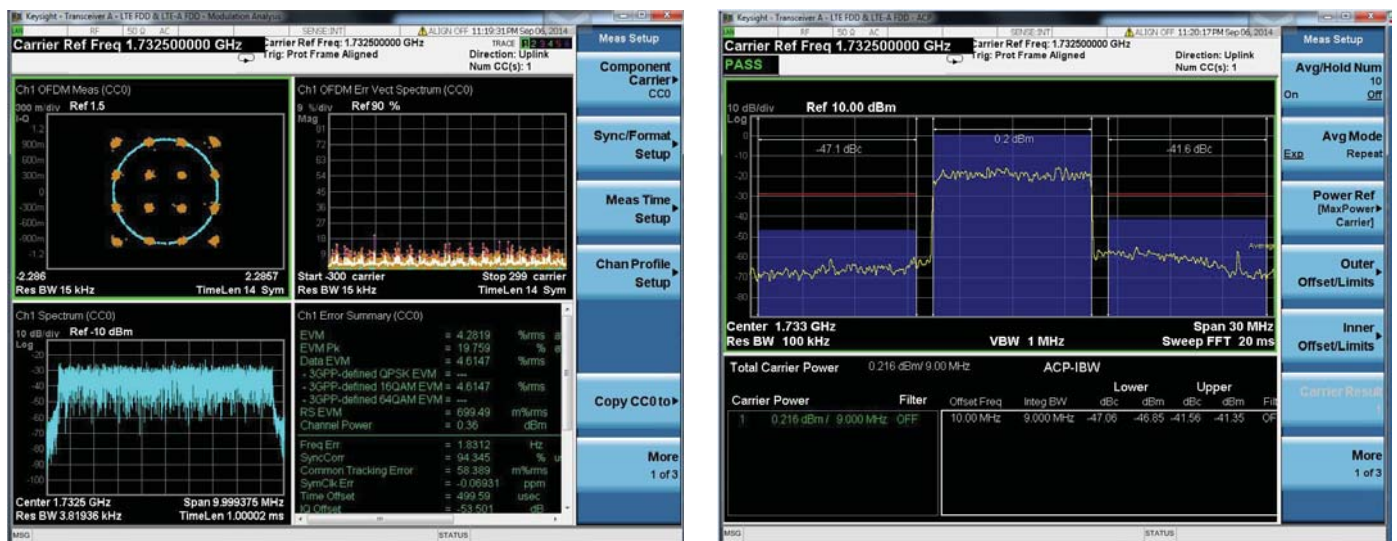 Keysight - Transceiver A - LTE FDD & LTE-A FDD - Modulation Analysis
LAN RF 50 Ω AC SENSE:INT ALIGN OFF 11:19:31 PM Sep 06, 2014
Carrier Ref Freq 1.732500000 GHz
Carrier Ref Freq: 1.732500000 GHz
Trig: Prot Frame Aligned
TRACE 1 2 3 4 5 6
Direction: Uplink
Num CC(s): 1
Ch1 OFDM Meas (CC0)
300 m/div Ref 1.5
I-Q
1.2
900m
600m
300m
0
-300m
-600m
-900m
-1.2
-2.286 2.2857
Res BW 15 kHz TimeLen 14 Sym
Ch1 OFDM Err Vect Spectrum (CC0)
9 %/div Ref 90 %
Mag
81
72
63
54
45
36
27
18
9
Start -300 carrier Stop 299 carrier
Res BW 15 kHz TimeLen 14 Sym
Ch1 Spectrum (CC0)
10 dB/div Ref -10 dBm
Log
-20
-30
-40
-50
-60
-70
-80
-90
-100
Center 1.7325 GHz Span 9.999375 MHz
Res BW 3.81936 kHz TimeLen 1.00002 ms
Ch1 Error Summary (CC0)
EVM = 4.2819 %rms
EVM Pk = 19.759 %
Data EVM = 4.6147 %rms
- 3GPP-defined QPSK EVM = ---
- 3GPP-defined 16QAM EVM = 4.6147 %rms
- 3GPP-defined 64QAM EVM = ---
RS EVM = 699.49 m%rms
Channel Power = 0.36 dBm
Freq Err = 1.8312 Hz
SyncCorr = 94.345 %
Common Tracking Error = 58.389 m%rms
SymClk Err = -0.06931 ppm
Time Offset = 499.59 usec
IQ Offset = -53.501 dB
Meas Setup
Component Carrier
CC0
Sync/Format Setup
Meas Time Setup
Chan Profile Setup
Copy CC0 to
More
1 of 3
MSG STATUS
Keysight - Transceiver A - LTE FDD & LTE-A FDD - ACP
RF 50 Ω AC SENSE:INT ALIGN OFF 11:20:17 PM Sep 06, 2014
Carrier Ref Freq 1.732500000 GHz
PASS
Carrier Ref Freq: 1.732500000 GHz
Trig: Prot Frame Aligned
Direction: Uplink
Num CC(s): 1
10 dB/div Ref 10.00 dBm
Log
0
-10
-20
-30
-40
-50
-60
-70
-80
-47.1 dBc
0.2 dBm
-41.6 dBc
Average
Center 1.733 GHz Span 30 MHz
Res BW 100 kHz VBW 1 MHz Sweep FFT 20 ms
Total Carrier Power 0.216 dBm/ 9.00 MHz ACP-IBW
Lower Upper
Carrier Power Filter Offset Freq Integ BW dBc dBm dBc dBm Filt
1 0.216 dBm / 9.000 MHz OFF 10.00 MHz 9.000 MHz -47.06 -46.85 -41.56 -41.35 OF
Meas Setup
Avg/Hold Num
10
On Off
Avg Mode
Exp Repeat
Power Ref
[MaxPower Carrier]
Outer Offset/Limits
Inner Offset/Limits
Carrier Result
1
More
1 of 3
MSG STATUS